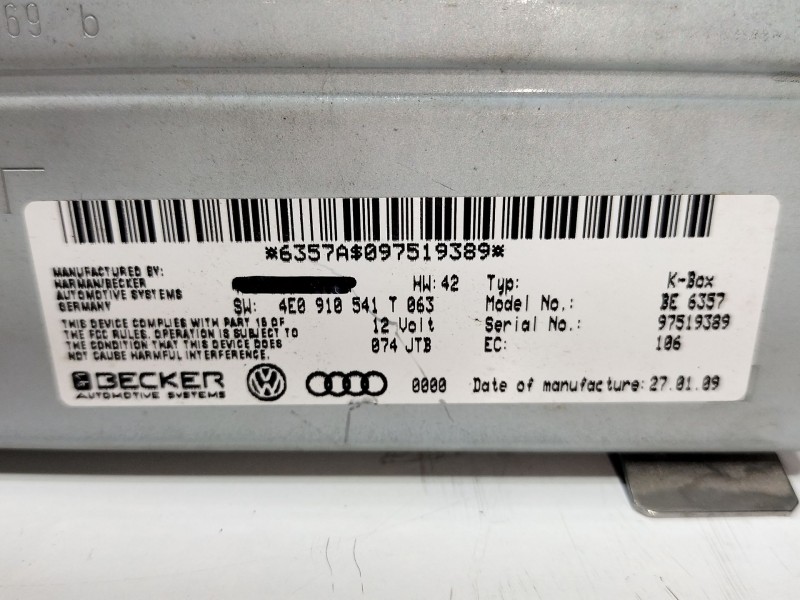 69 b
*6357A$097519389*
MANUFACTURED BY:
HARMAN/BECKER
AUTOMOTIVE SYSTEMS
GERMANY
HW: 42
SW: 4E0 910 541 T 063
THIS DEVICE COMPLIES WITH PART 15 OF
THE FCC RULES. OPERATION IS SUBJECT TO
THE CONDITION THAT THIS DEVICE DOES
NOT CAUSE HARMFUL INTERFERENCE.
12 Volt
074 JTB
Typ: K-Box
Model No.: BE 6357
Serial No.: 97519389
EC: 106
BECKER
AUTOMOTIVE SYSTEMS
0000
Date of manufacture: 27.01.09